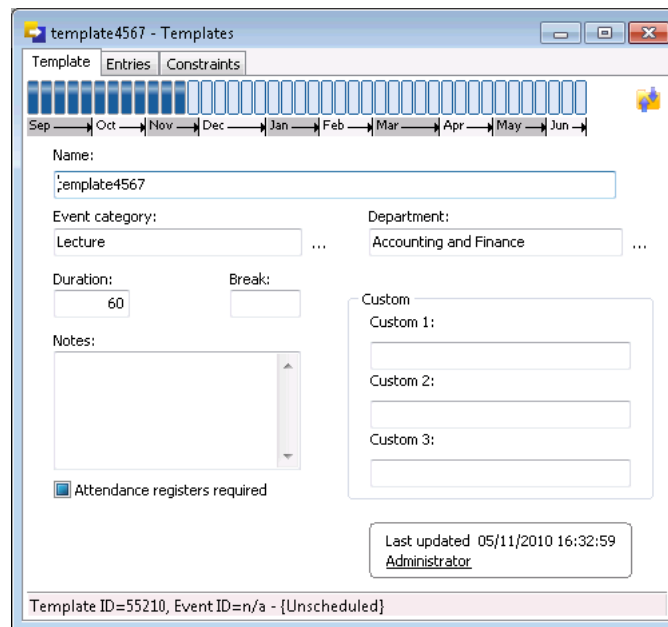 template4567 - Templates
Template Entries Constraints
Sep Oct Nov Dec Jan Feb Mar Apr May Jun
Name:
template4567
Event category: Department:
Lecture ... Accounting and Finance ...
Duration: Break:
60
Custom
Custom 1:
Notes:
Custom 2:
Custom 3:
Attendance registers required
Last updated 05/11/2010 16:32:59
Administrator
Template ID=55210, Event ID=n/a - {Unscheduled}